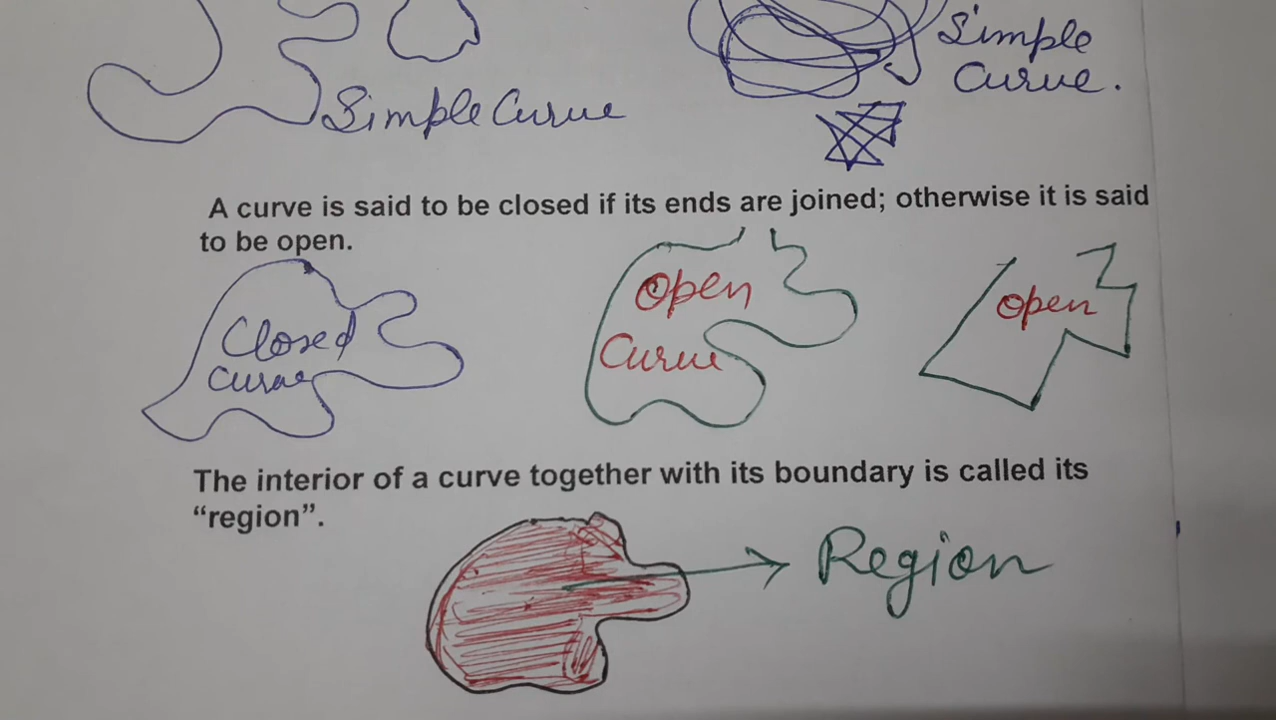 Simple
Simple Curve
Curve.
A curve is said to be closed if its ends are joined; otherwise it is said
to be open.
Closed
Curve
Open
Curve
Open
The interior of a curve together with its boundary is called its
“region”.
Region